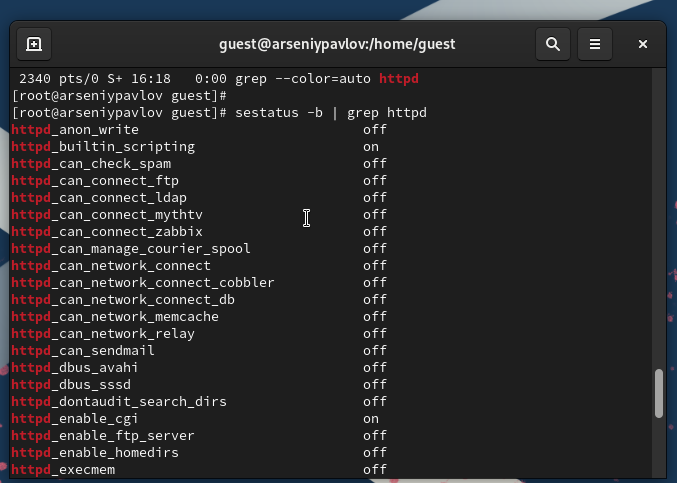 guest@arseniypavlov:/home/guest
2340 pts/0 S+ 16:18   0:00 grep --color=auto httpd
[root@arseniypavlov guest]#
[root@arseniypavlov guest]# sestatus -b | grep httpd
httpd_anon_write                            off
httpd_builtin_scripting                     on
httpd_can_check_spam                        off
httpd_can_connect_ftp                       off
httpd_can_connect_ldap                      off
httpd_can_connect_mythtv                    off
httpd_can_connect_zabbix                    off
httpd_can_manage_courier_spool              off
httpd_can_network_connect                   off
httpd_can_network_connect_cobbler           off
httpd_can_network_connect_db                off
httpd_can_network_memcache                  off
httpd_can_network_relay                     off
httpd_can_sendmail                          off
httpd_dbus_avahi                            off
httpd_dbus_sssd                             off
httpd_dontaudit_search_dirs                 off
httpd_enable_cgi                            on
httpd_enable_ftp_server                     off
httpd_enable_homedirs                       off
httpd_execmem                               off